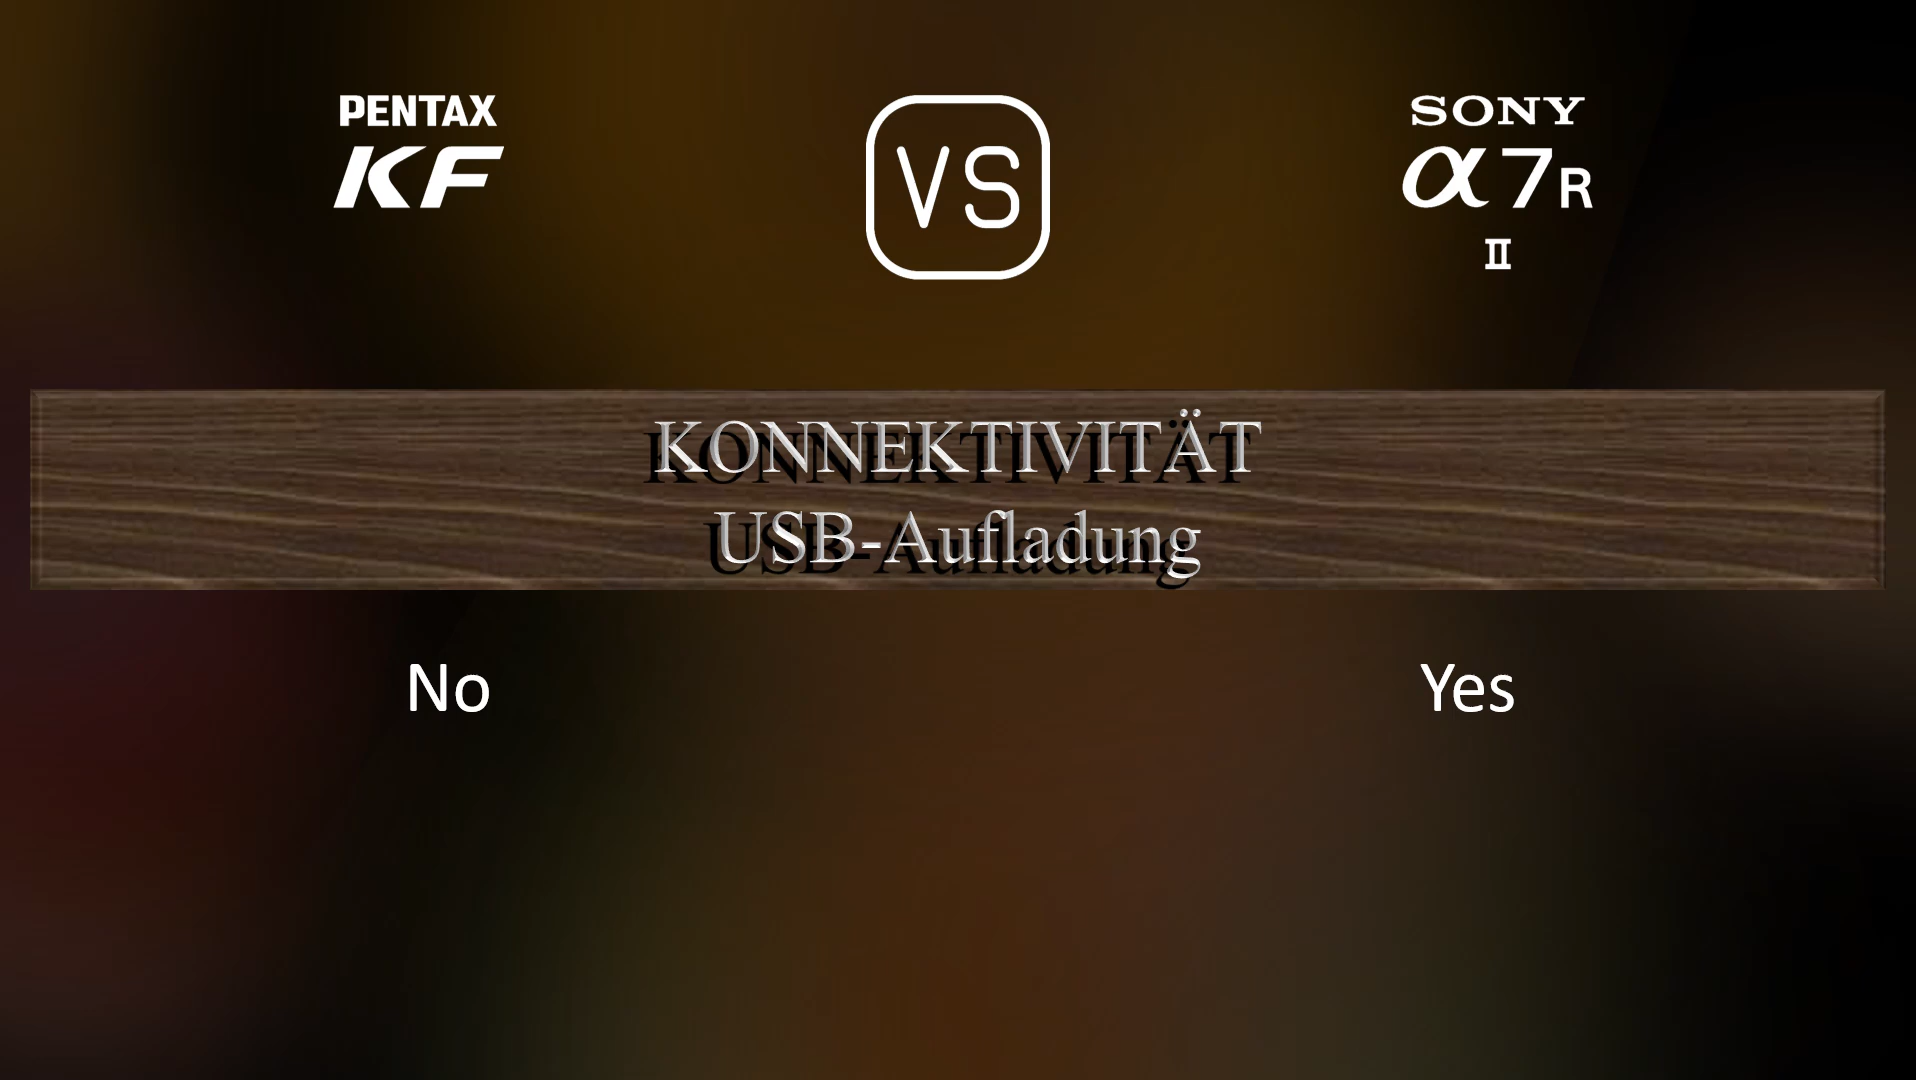 PENTAX
KF
VS
SONY
α7R
II
KONNEKTIVITÄT
USB-Aufladung
No
Yes